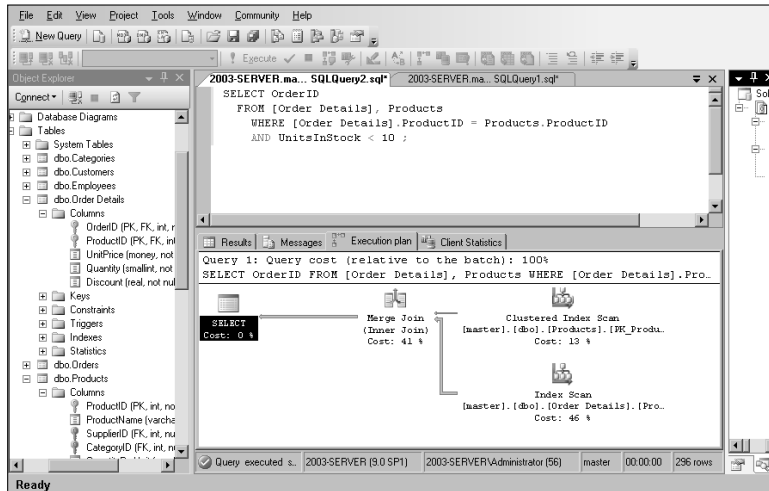 File Edit View Project Tools Window Community Help
New Query
Execute
Object Explorer
Connect
Database Diagrams
Tables
System Tables
dbo.Categories
dbo.Customers
dbo.Employees
dbo.Order Details
Columns
OrderID (PK, FK, int, r
ProductID (PK, FK, int
UnitPrice (money, not
Quantity (smallint, not
Discount (real, not nul
Keys
Constraints
Triggers
Indexes
Statistics
dbo.Orders
dbo.Products
Columns
ProductID (PK, int, no
ProductName (varcha
SupplierID (FK, int, nu
CategoryID (FK, int, n
2003-SERVER.ma... SQLQuery2.sql* 2003-SERVER.ma... SQLQuery1.sql*
SELECT OrderID
FROM [Order Details], Products
WHERE [Order Details].ProductID = Products.ProductID
AND UnitsInStock < 10 ;
Results Messages Execution plan Client Statistics
Query 1: Query cost (relative to the batch): 100%
SELECT OrderID FROM [Order Details], Products WHERE [Order Details].Pro…
SELECT
Cost: 0 %
Merge Join
(Inner Join)
Cost: 41 %
Clustered Index Scan
[master].[dbo].[Products].[PK_Produ…
Cost: 13 %
Index Scan
[master].[dbo].[Order Details].[Pro…
Cost: 46 %
Query executed s.. 2003-SERVER (9.0 SP1) 2003-SERVER\Administrator (56) master 00:00:00 296 rows
Sol
Ready